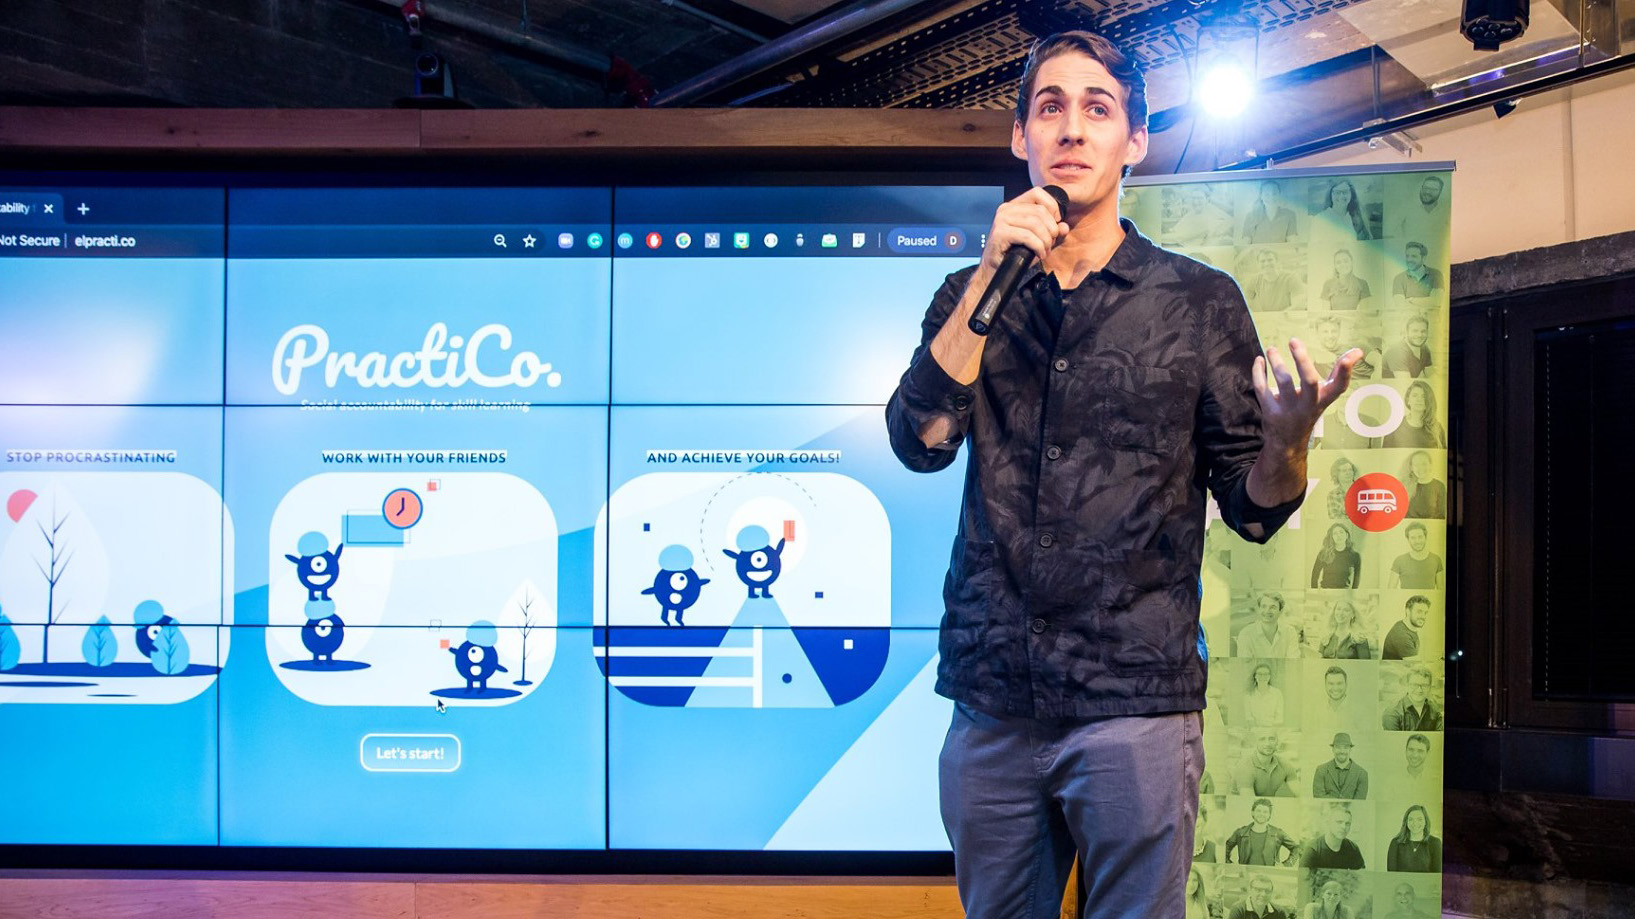 tability
Not Secure | elpracti.co
Paused D
PractiCo.
Social accountability for skill learning
STOP PROCRASTINATING
WORK WITH YOUR FRIENDS
AND ACHIEVE YOUR GOALS!
Let's start!